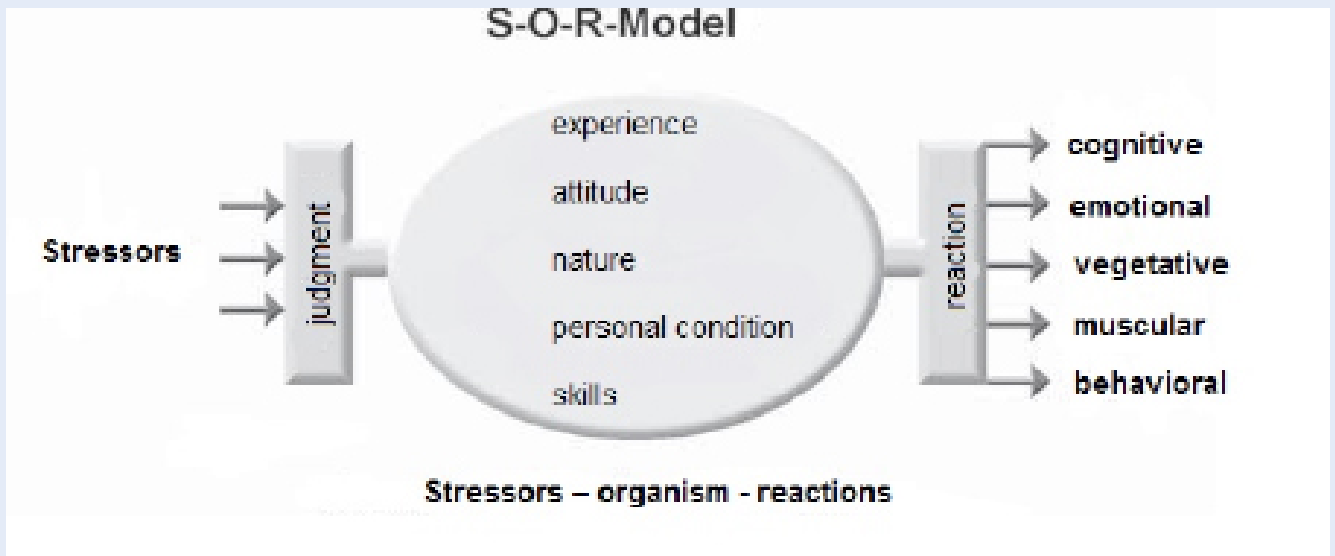 S-O-R-Model
Stressors
judgment
experience
attitude
nature
personal condition
skills
reaction
cognitive
emotional
vegetative
muscular
behavioral
Stressors – organism - reactions